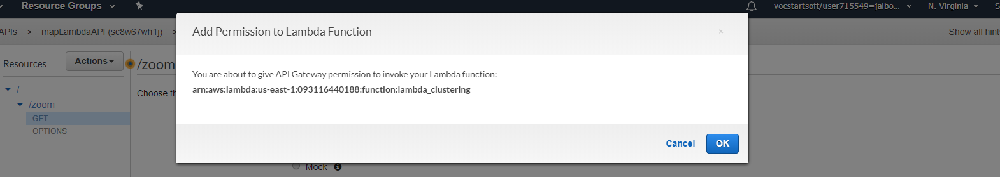 Resource Groups
vocstartsoft/user715549=jalbo...
N. Virginia
S
APIs > mapLambdaAPI (sc8w67wh1j) >
Show all hint
Add Permission to Lambda Function
×
Resources
Actions
/zoom
You are about to give API Gateway permission to invoke your Lambda function:
arn:aws:lambda:us-east-1:093116440188:function:lambda_clustering
/
Choose th
/zoom
GET
OPTIONS
Cancel
OK
Mock